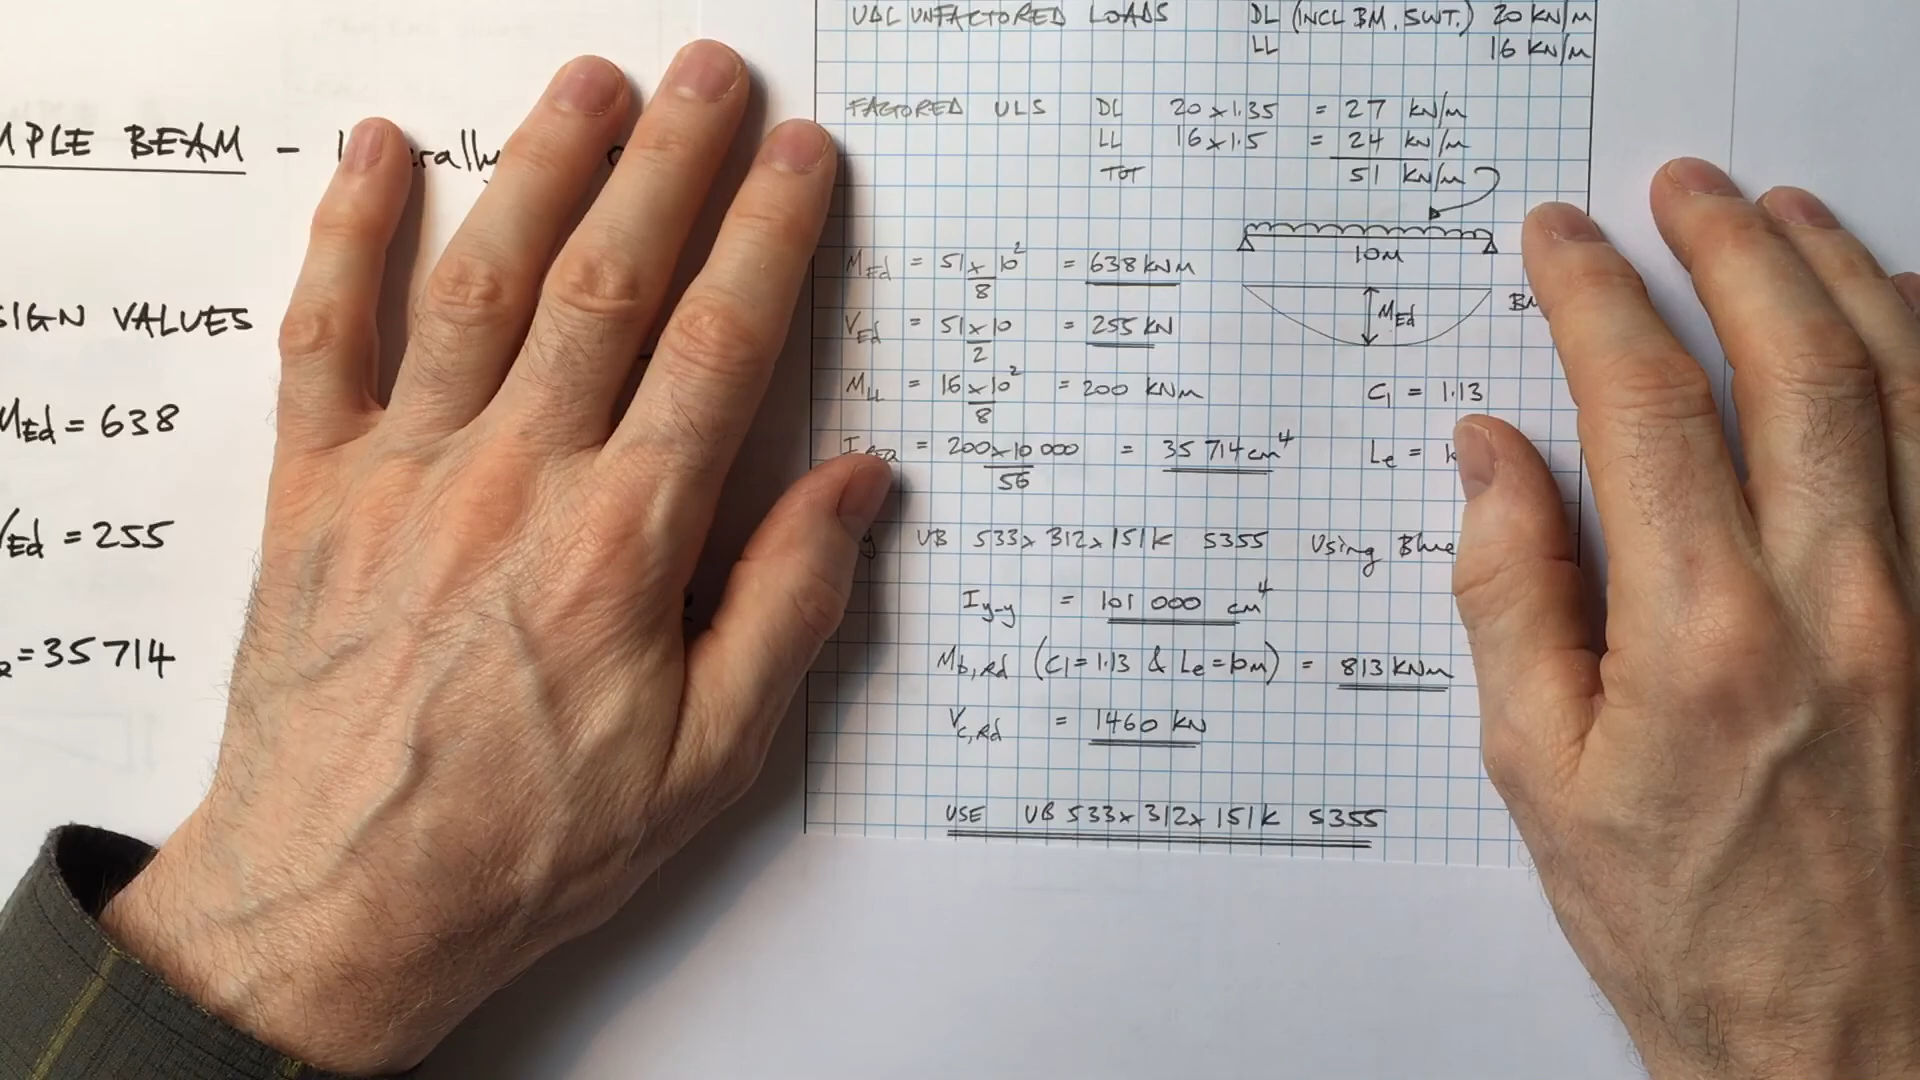 MPLE BEAM -
SIGN VALUES
MEd = 638
VEd = 255
= 35 714
UDL UNFACTORED LOADS DL (INCL BM. SWT.) 20 KN/M
LL 16 KN/M
FACTORED ULS DL 20 x 1.35 = 27 KN/M
LL 16 x 1.5 = 24 KN/M
TOT 51 KN/M
10M
MEd = 51 x 10² / 8 = 638 KNM
MEd
VEd = 51 x 10 / 2 = 255 KN
MLL = 16 x 10² / 8 = 200 KNM C1 = 1.13
= 200 x 10 000 / 56 = 35 714 cm⁴ Le =
UB 533 x 312 x 151k S355 Using Blue
Iy-y = 101 000 cm⁴
Mb,Rd (C1 = 1.13 & Le = 10m) = 813 KNM
Vc,Rd = 1460 KN
USE UB 533 x 312 x 151k S355